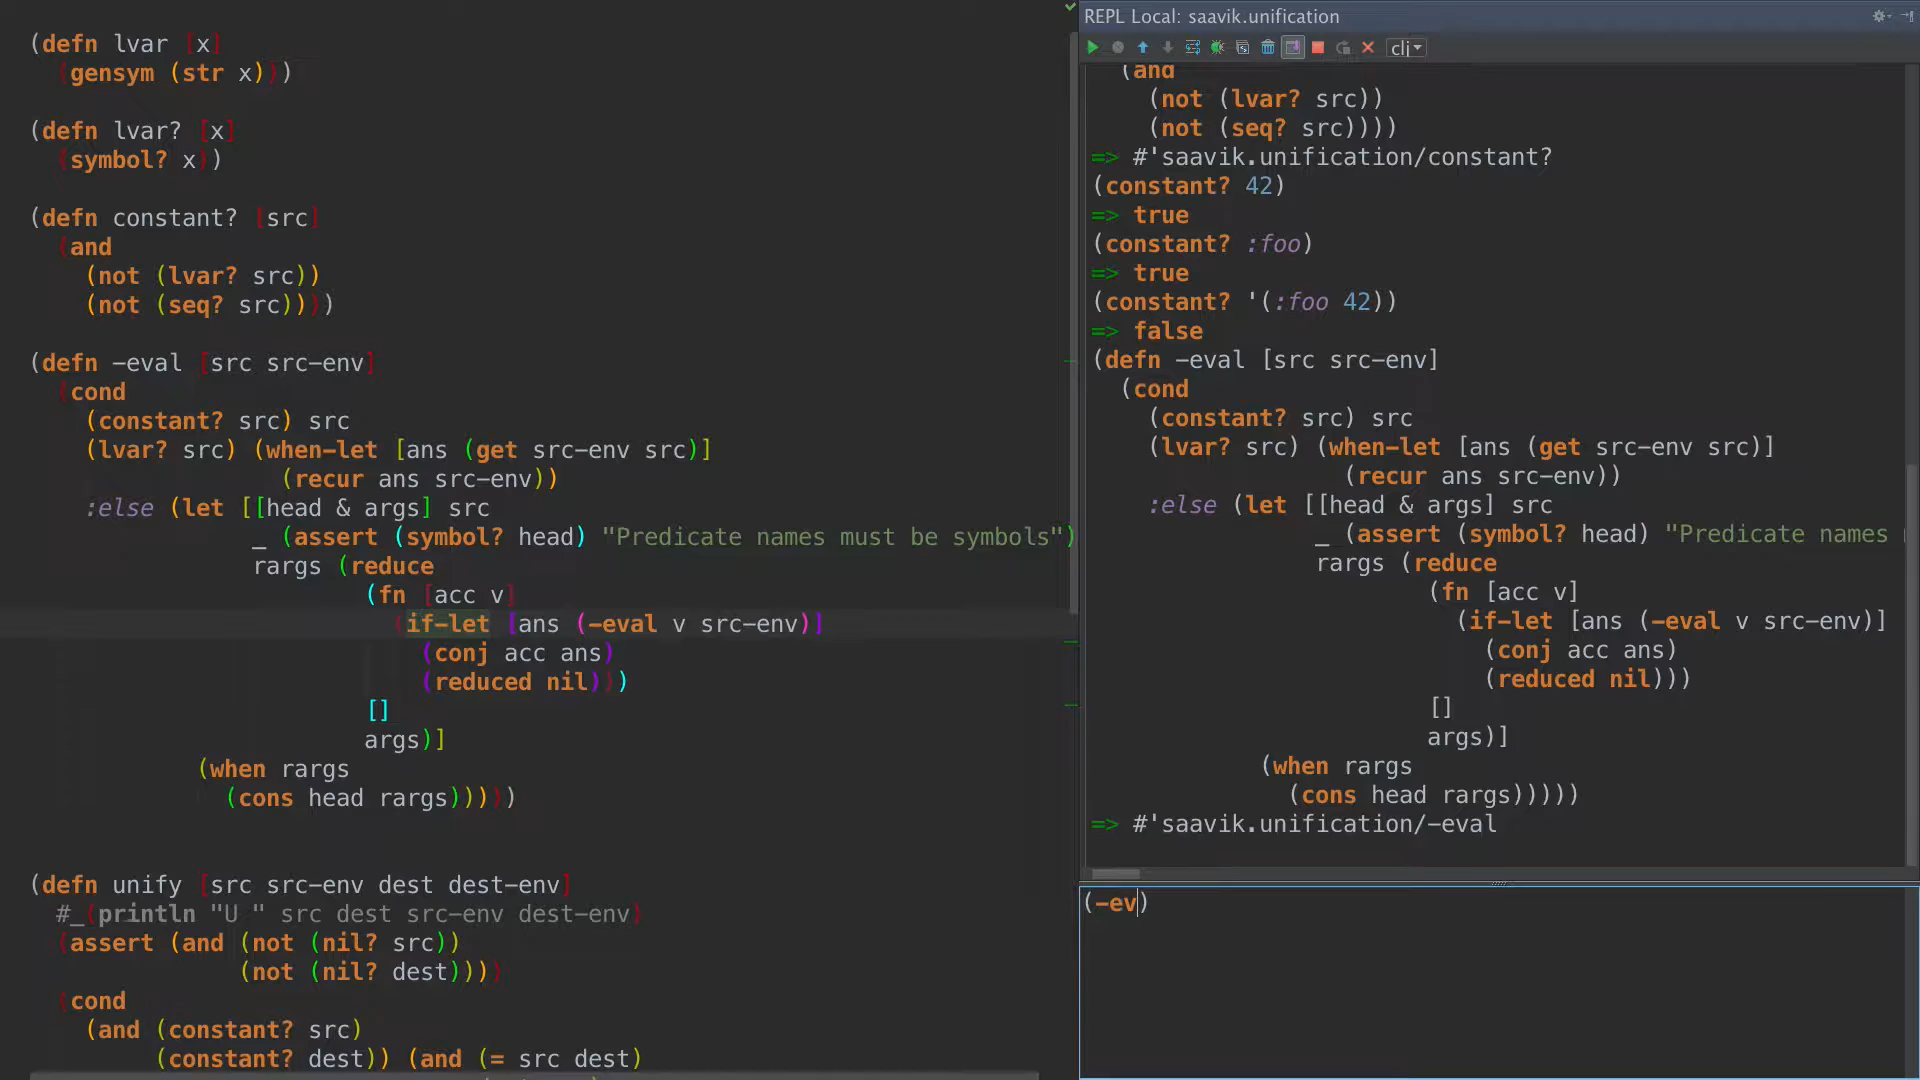 (defn lvar [x]
  (gensym (str x)))
(defn lvar? [x]
  (symbol? x))
(defn constant? [src]
  (and
    (not (lvar? src))
    (not (seq? src))))
(defn -eval [src src-env]
  (cond
    (constant? src) src
    (lvar? src) (when-let [ans (get src-env src)]
                  (recur ans src-env))
    :else (let [[head & args] src
                _ (assert (symbol? head) "Predicate names must be symbols")
                rargs (reduce
                        (fn [acc v]
                          (if-let [ans (-eval v src-env)]
                            (conj acc ans)
                            (reduced nil)))
                        []
                        args)]
            (when rargs
              (cons head rargs)))))
(defn unify [src src-env dest dest-env]
  #_(println "U " src dest src-env dest-env)
  (assert (and (not (nil? src))
               (not (nil? dest))))
  (cond
    (and (constant? src)
         (constant? dest)) (and (= src dest)
REPL Local: saavik.unification
clj
  (and
    (not (lvar? src))
    (not (seq? src))))
=> #'saavik.unification/constant?
(constant? 42)
=> true
(constant? :foo)
=> true
(constant? '(:foo 42))
=> false
(defn -eval [src src-env]
  (cond
    (constant? src) src
    (lvar? src) (when-let [ans (get src-env src)]
                  (recur ans src-env))
    :else (let [[head & args] src
                _ (assert (symbol? head) "Predicate names
                rargs (reduce
                        (fn [acc v]
                          (if-let [ans (-eval v src-env)]
                            (conj acc ans)
                            (reduced nil)))
                        []
                        args)]
            (when rargs
              (cons head rargs)))))
=> #'saavik.unification/-eval
(-ev)